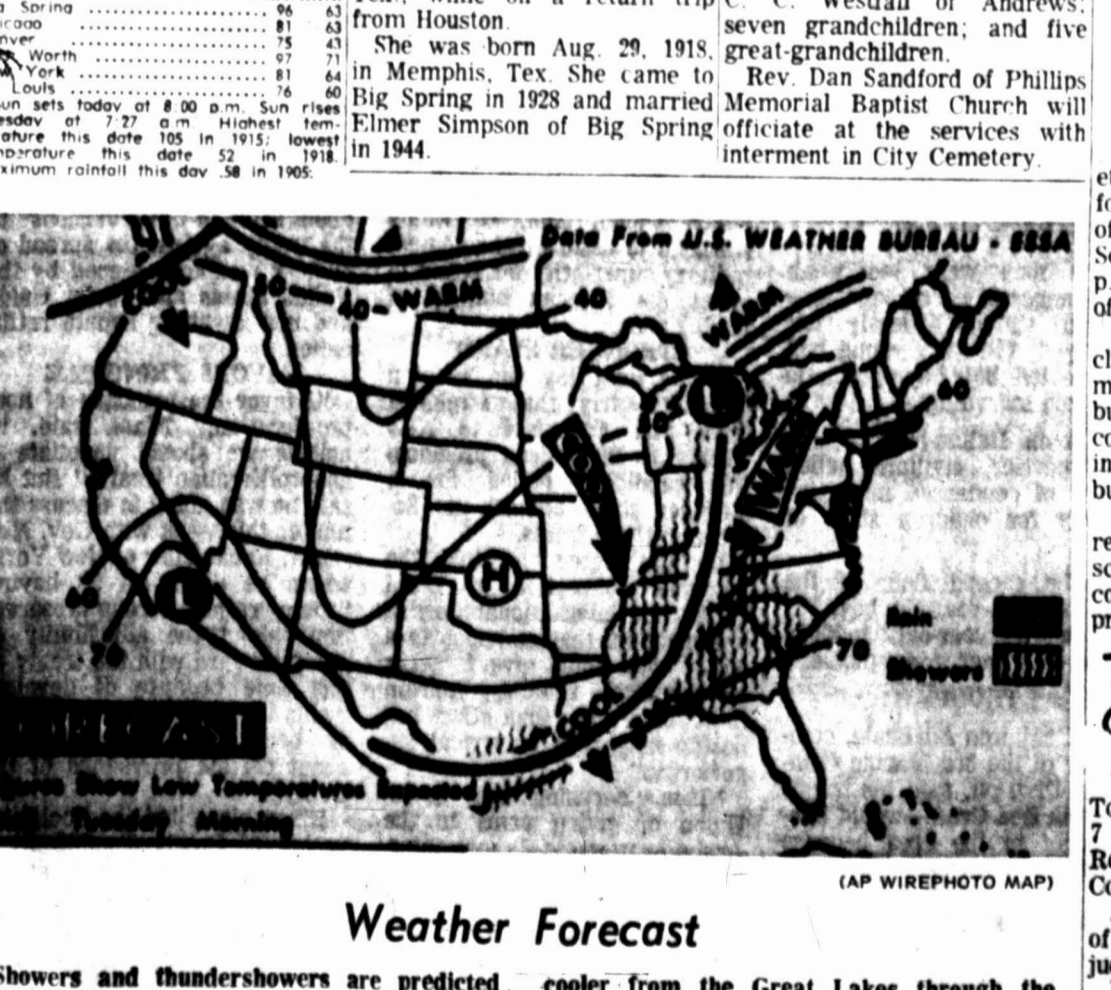 Spring 96 63
81 63
75 43
Worth 97 71
York 81 64
Louis 76 60
sets today at 8:00 p.m. Sun rises
at 7:27 a.m. Highest tem-
this date 105 in 1915; lowest
this date 52 in 1918.
rainfall this day .58 in 1905.
on a return trip
from Houston.
She was born Aug. 29, 1918,
in Memphis, Tex. She came to
Big Spring in 1928 and married
Elmer Simpson of Big Spring
in 1944.
of Andrews;
seven grandchildren; and five
great-grandchildren.
Rev. Dan Sandford of Phillips
Memorial Baptist Church will
officiate at the services with
interment in City Cemetery.
Data From U.S. WEATHER BUREAU - ESSA
40 - WARM
40
WARM
L
60
COOL
WARM
H
L
60
70
70
Rain
Showers
COOL
Show Low Temperatures Expected
Tuesday Morning
(AP WIREPHOTO MAP)
Weather Forecast
Showers and thundershowers are predicted
cooler from the Great Lakes through the